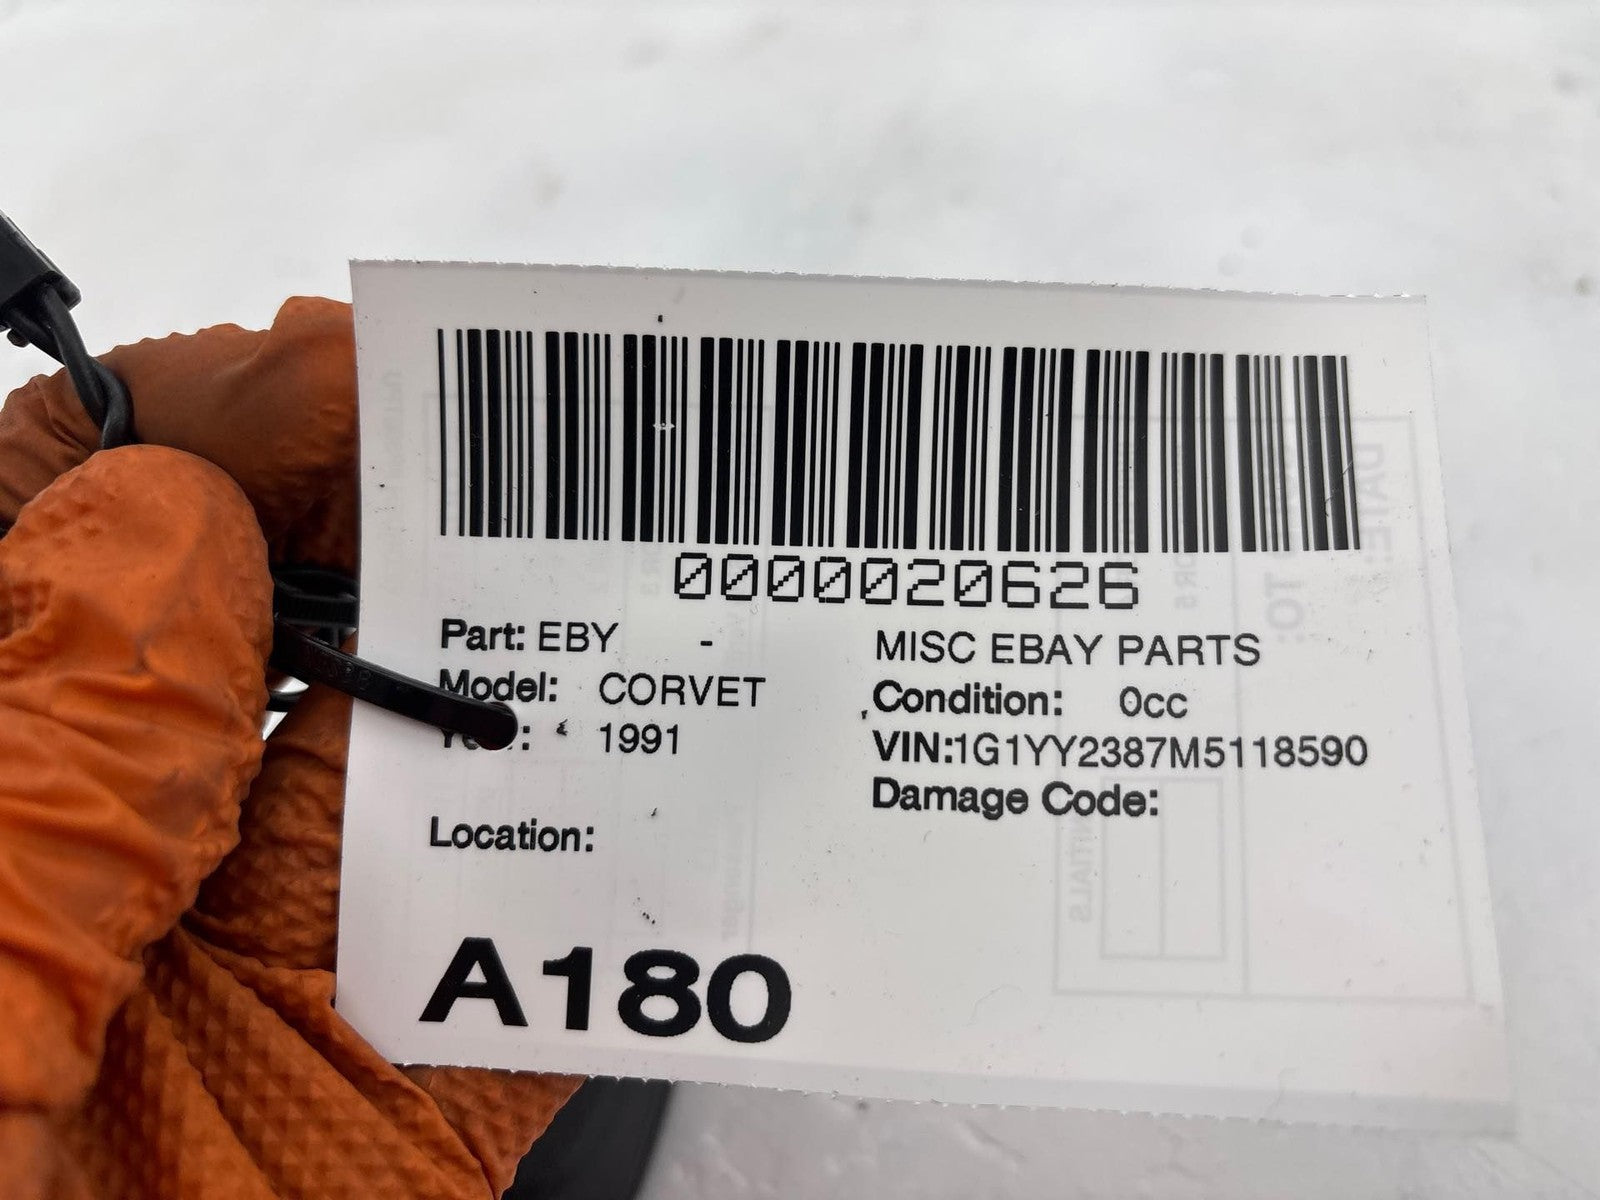 0000020626
Part: EBY - MISC EBAY PARTS
Model: CORVET Condition: 0cc
1991 VIN:1G1YY2387M5118590
Damage Code:
Location:
A180